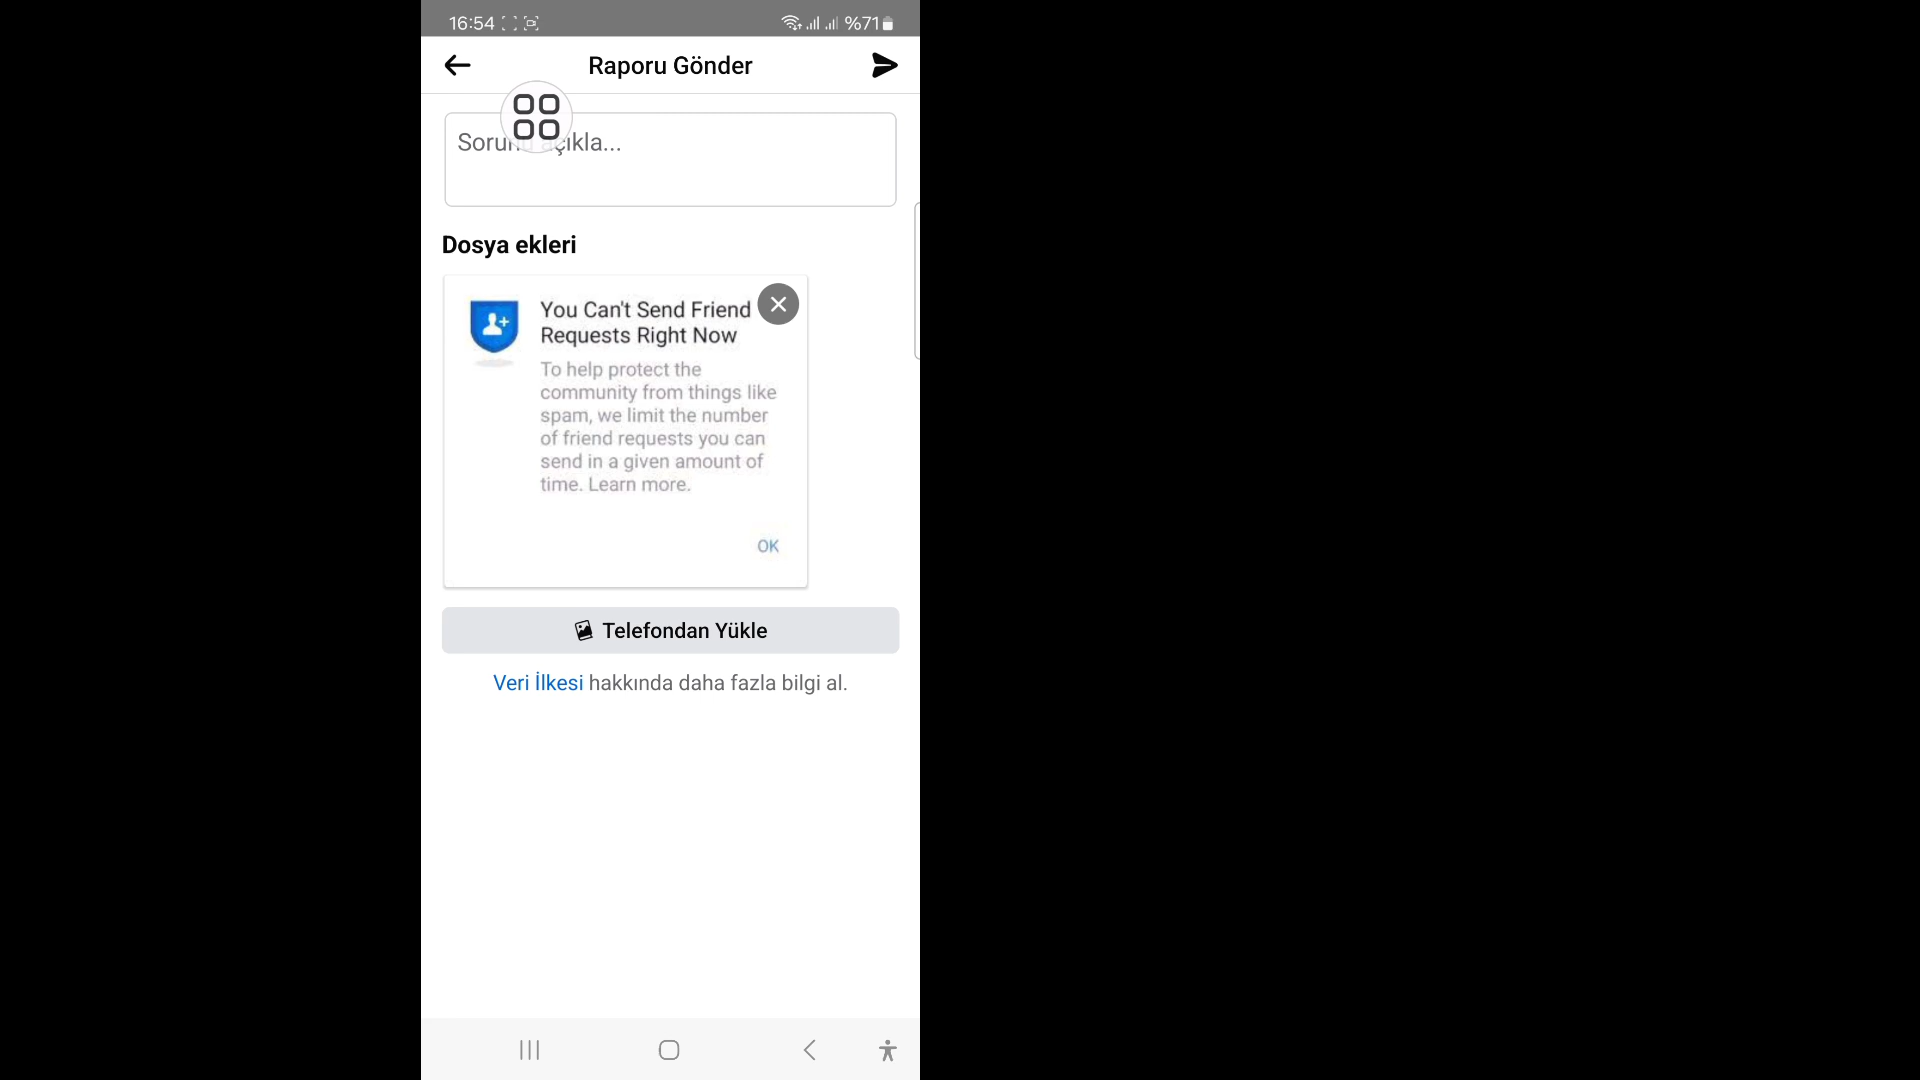 16:54 %71
Raporu Gönder
açıkla...
Dosya ekleri
You Can't Send Friend
Requests Right Now
To help protect the
community from things like
spam, we limit the number
of friend requests you can
send in a given amount of
time. Learn more.
OK
Telefondan Yükle
Veri İlkesi hakkında daha fazla bilgi al.